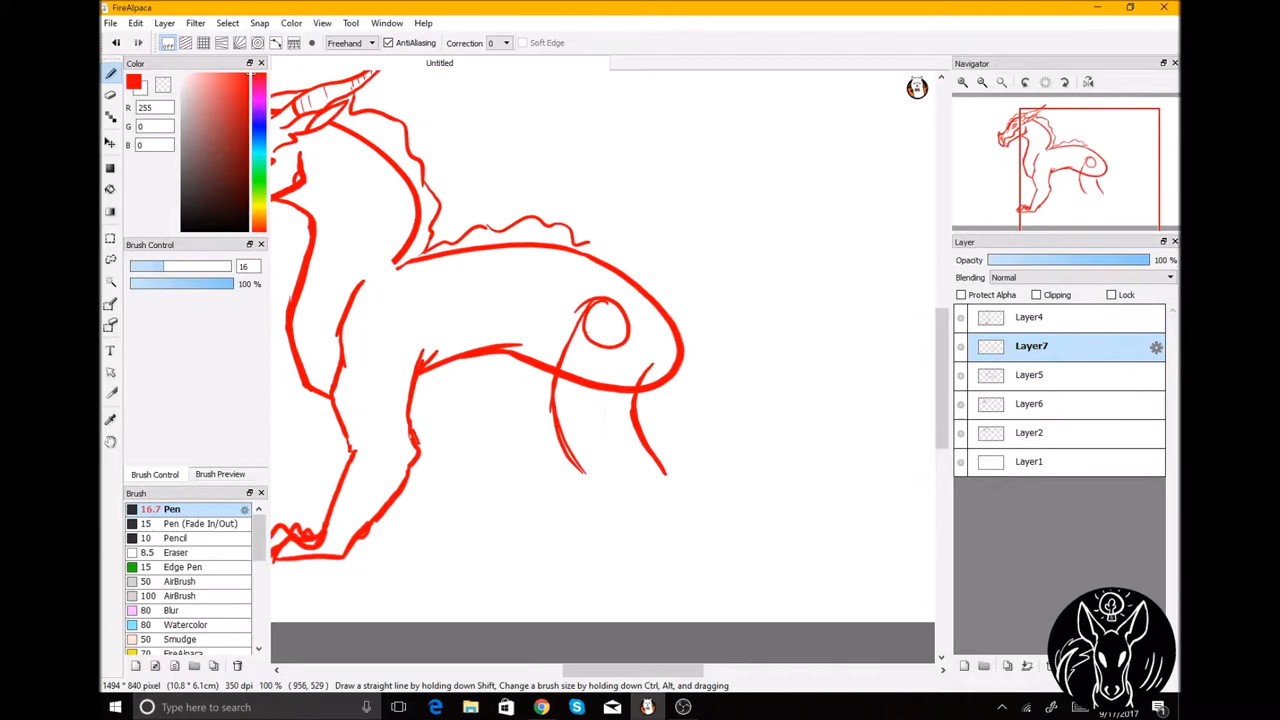 FireAlpaca
File Edit Layer Filter Select Snap Color View Tool Window Help
OFF Freehand AntiAliasing Correction 0 Soft Edge
Color
Untitled
Navigator
R 255
G 0
B 0
Brush Control
16
100 %
Layer
Opacity 100 %
Blending Normal
Protect Alpha Clipping Lock
Layer4
Layer7
Layer5
Layer6
Layer2
Layer1
Brush Control Brush Preview
Brush
16.7 Pen
15 Pen (Fade In/Out)
10 Pencil
8.5 Eraser
15 Edge Pen
50 AirBrush
100 AirBrush
80 Blur
80 Watercolor
50 Smudge
70 FireAlpaca
1494 * 840 pixel (10.8 * 6.1cm) 350 dpi 100 % ( 956, 529 ) Draw a straight line by holding down Shift, Change a brush size by holding down Ctrl, Alt, and dragging
Type here to search
9/17/2017